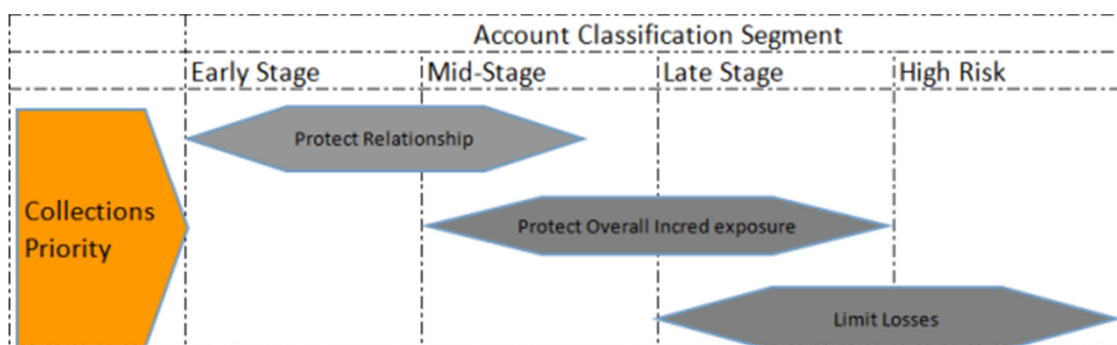 Account Classification Segment
Early Stage
Mid-Stage
Late Stage
High Risk
Protect Relationship
Collections
Priority
Protect Overall Incred exposure
Limit Losses